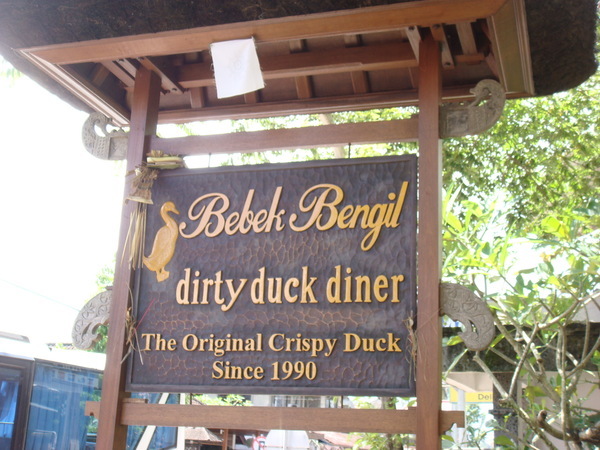 Bebek Bengil
dirty duck diner
The Original Crispy Duck
Since 1990